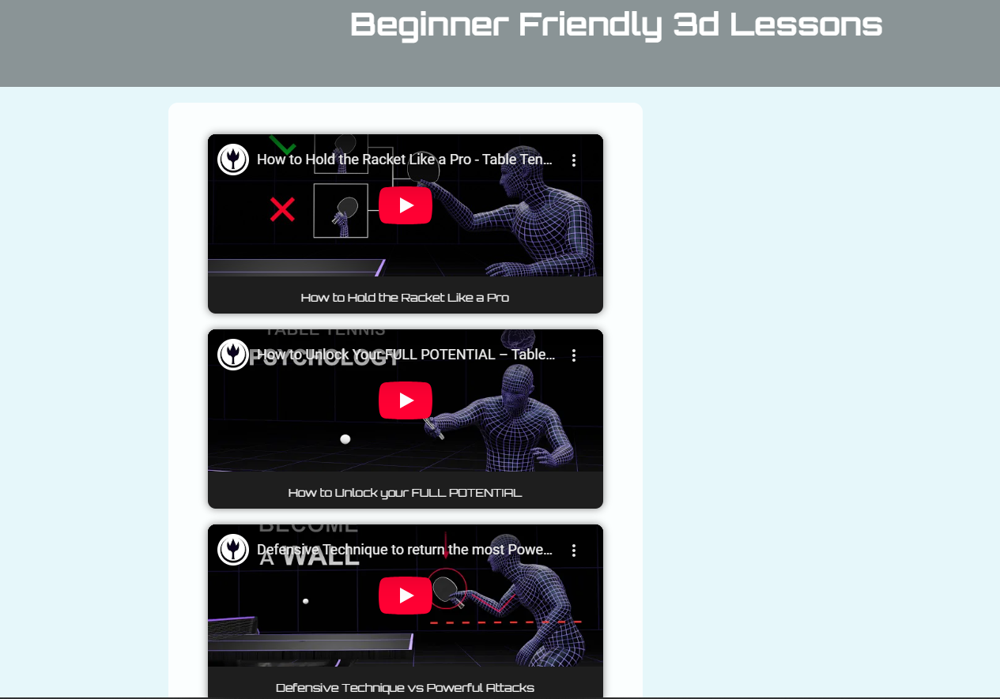 Beginner Friendly 3d Lessons
How to Hold the Racket Like a Pro - Table Ten...
How to Hold the Racket Like a Pro
TABLE TENNIS
PSYCHOLOGY
How to Unlock Your FULL POTENTIAL – Table...
How to Unlock your FULL POTENTIAL
BECOME
A WALL
Defensive Technique to return the most Powe...
Defensive Technique vs Powerful Attacks